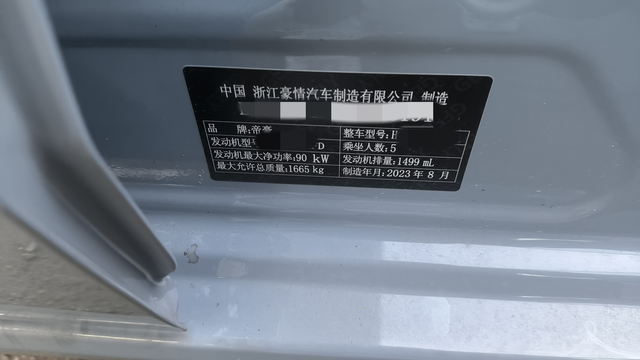 中国 浙江豪情汽车制造有限公司 制造
品 牌:帝豪 整车型号:H
发动机型 D 乘坐人数:5
发动机最大净功率:90 kW 发动机排量:1499 mL
最大允许总质量:1665 kg 制造年月:2023 年 8 月